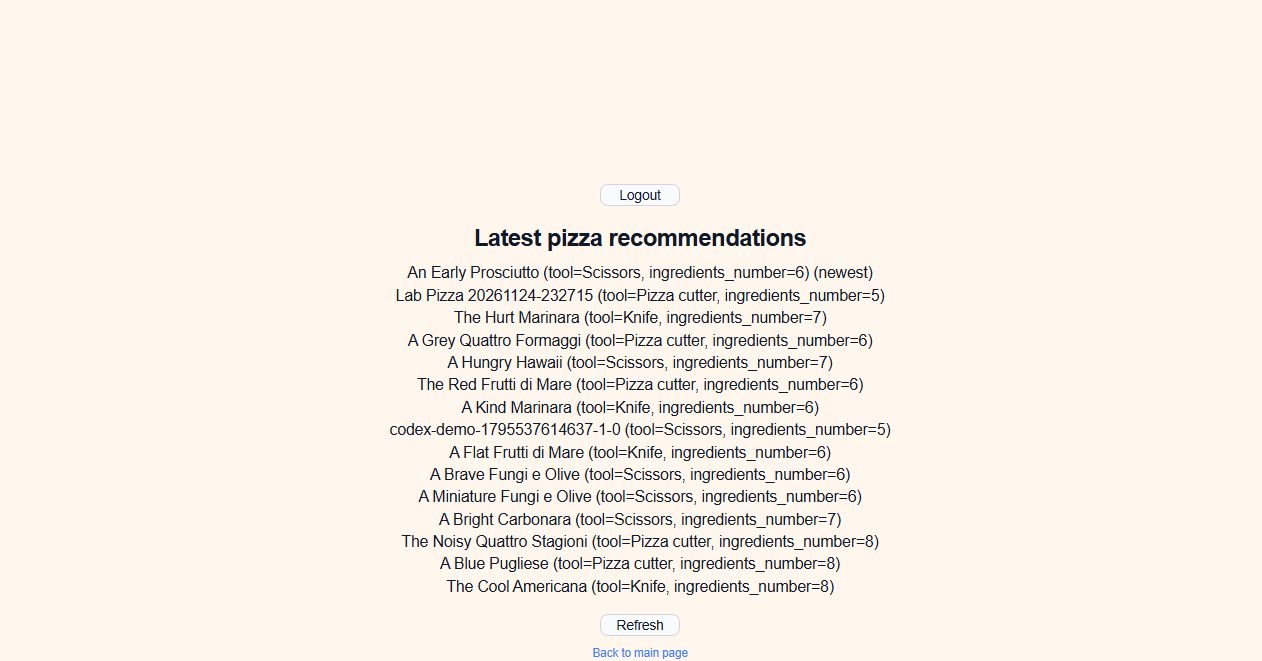 Logout
Latest pizza recommendations
An Early Prosciutto (tool=Scissors, ingredients_number=6) (newest)
Lab Pizza 20261124-232715 (tool=Pizza cutter, ingredients_number=5)
The Hurt Marinara (tool=Knife, ingredients_number=7)
A Grey Quattro Formaggi (tool=Pizza cutter, ingredients_number=6)
A Hungry Hawaii (tool=Scissors, ingredients_number=7)
The Red Frutti di Mare (tool=Pizza cutter, ingredients_number=6)
A Kind Marinara (tool=Knife, ingredients_number=6)
codex-demo-1795537614637-1-0 (tool=Scissors, ingredients_number=5)
A Flat Frutti di Mare (tool=Knife, ingredients_number=6)
A Brave Fungi e Olive (tool=Scissors, ingredients_number=6)
A Miniature Fungi e Olive (tool=Scissors, ingredients_number=6)
A Bright Carbonara (tool=Scissors, ingredients_number=7)
The Noisy Quattro Stagioni (tool=Pizza cutter, ingredients_number=8)
A Blue Pugliese (tool=Pizza cutter, ingredients_number=8)
The Cool Americana (tool=Knife, ingredients_number=8)
Refresh
Back to main page